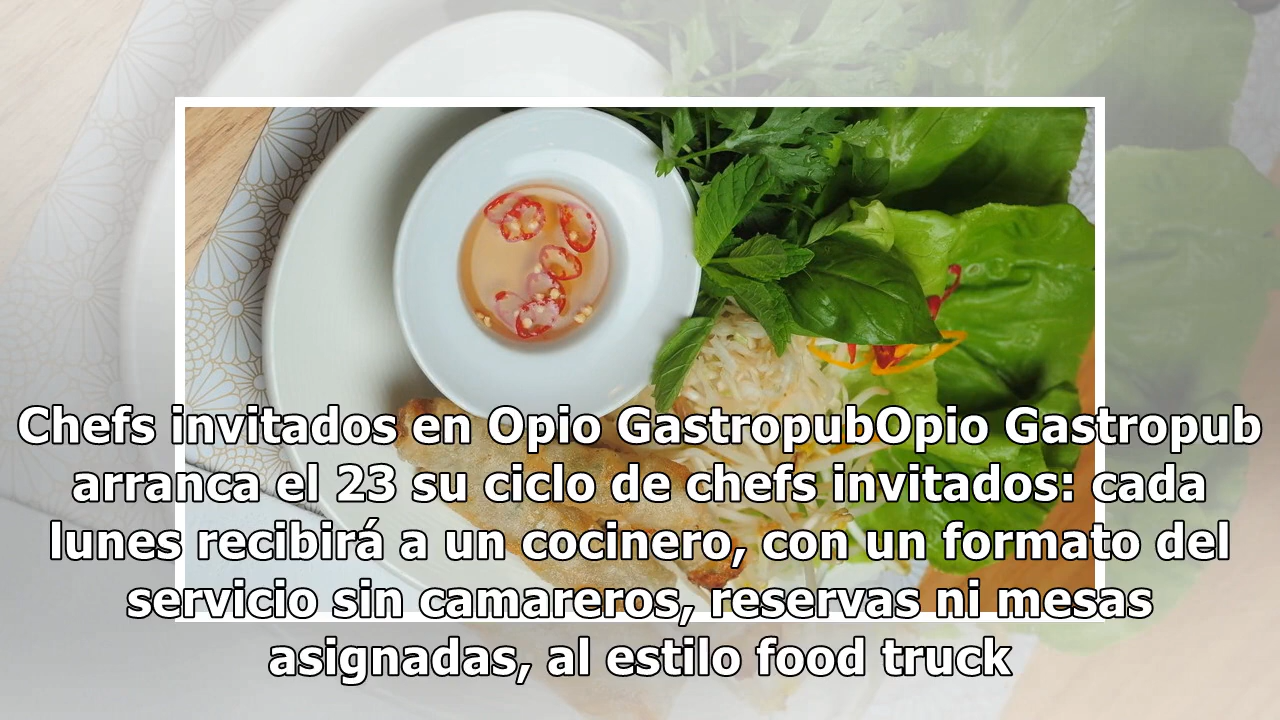 Chefs invitados en Opio GastropubOpio Gastropub
arranca el 23 su ciclo de chefs invitados: cada
lunes recibirá a un cocinero, con un formato del
servicio sin camareros, reservas ni mesas
asignadas, al estilo food truck